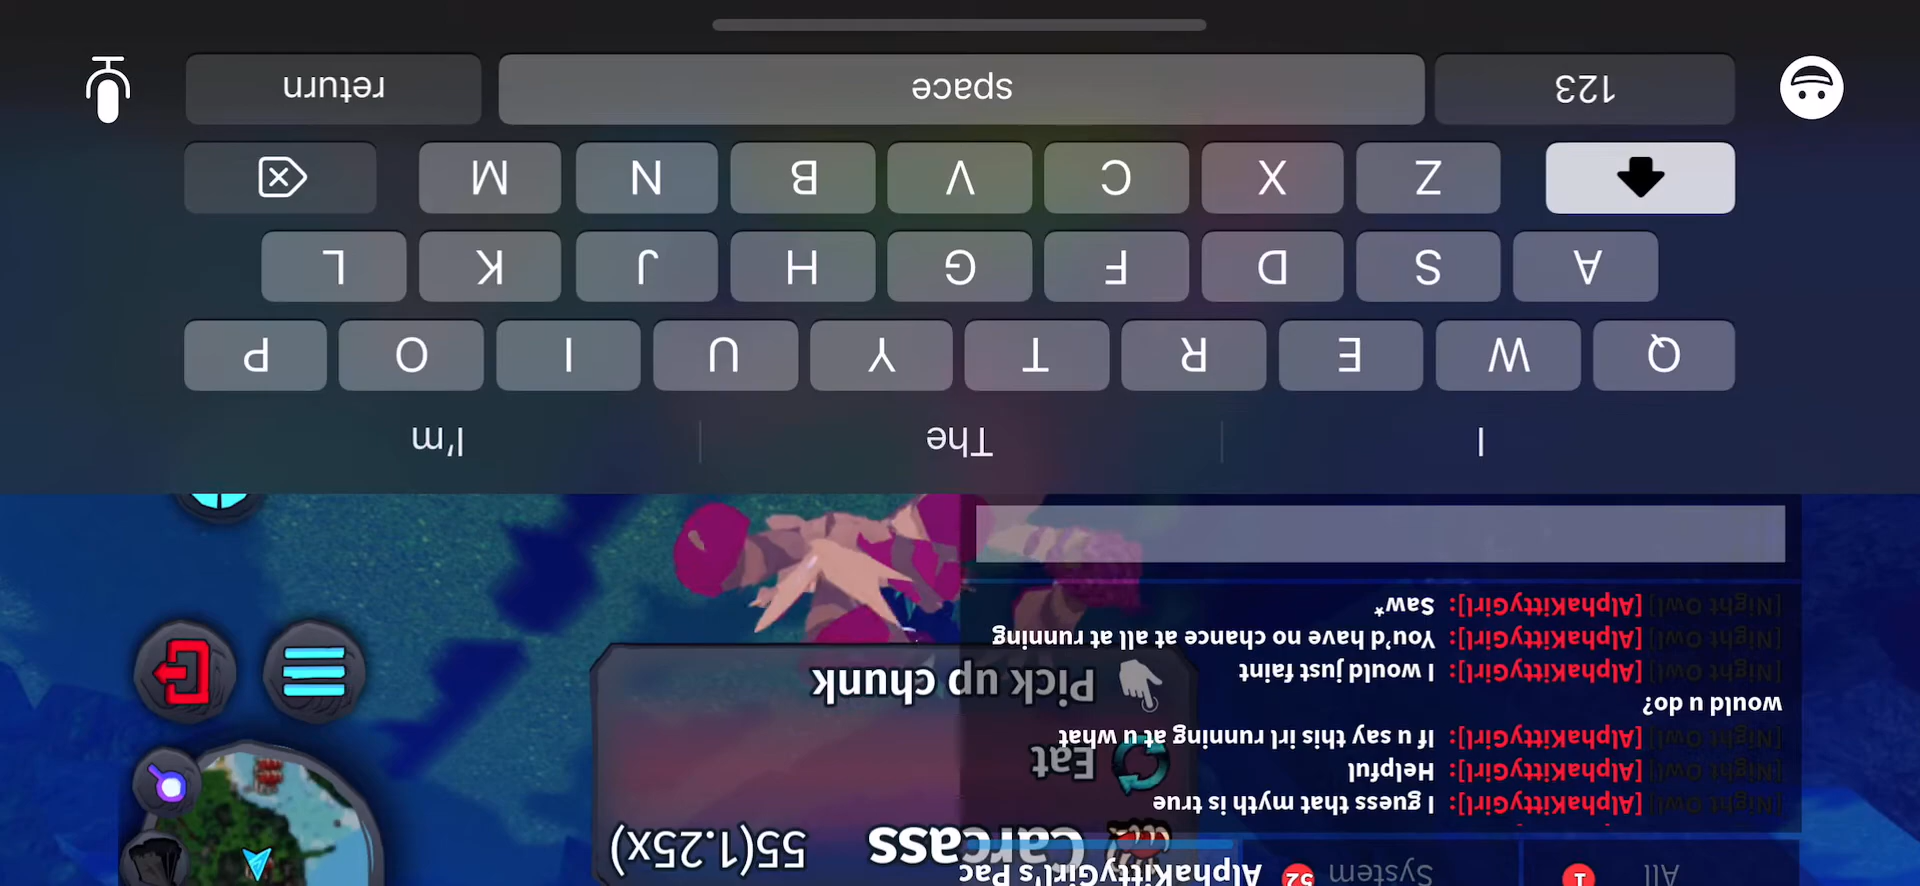 All 1 System 52 AlphaKittyGirl's Pac
[Night Owl] [AlphaKittyGirl]: I guess that myth is true
[Night Owl] [AlphaKittyGirl]: Helpful
[Night Owl] [AlphaKittyGirl]: If u say this irl running at u what
would u do?
[Night Owl] [AlphaKittyGirl]: I would just faint
[Night Owl] [AlphaKittyGirl]: You'd have no chance at all at running
[Night Owl] [AlphaKittyGirl]: Saw*
Carcass 55(1.25x)
Eat
Pick up chunk
I The I'm
Q W E R T Y U I O P
A S D F G H J K L
Z X C V B N M
123 space return